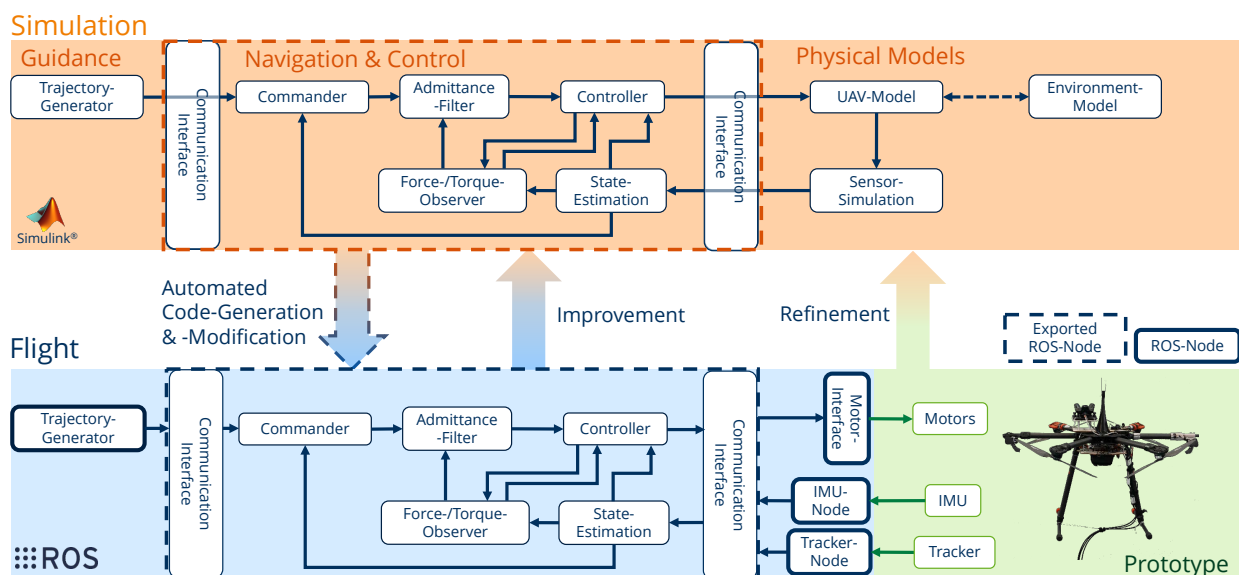 Simulation
Guidance
Navigation & Control
Physical Models
Trajectory-
Generator
Communication
Interface
Commander
Admittance
-Filter
Controller
Communication
Interface
UAV-Model
Environment-
Model
Force-/Torque-
Observer
State-
Estimation
Sensor-
Simulation
Simulink®
Automated
Code-Generation
& -Modification
Improvement
Refinement
Exported
ROS-Node
ROS-Node
Flight
Trajectory-
Generator
Communication
Interface
Commander
Admittance
-Filter
Controller
Communication
Interface
Motor-
Interface
Motors
Force-/Torque-
Observer
State-
Estimation
IMU-
Node
IMU
Tracker-
Node
Tracker
ROS
Prototype